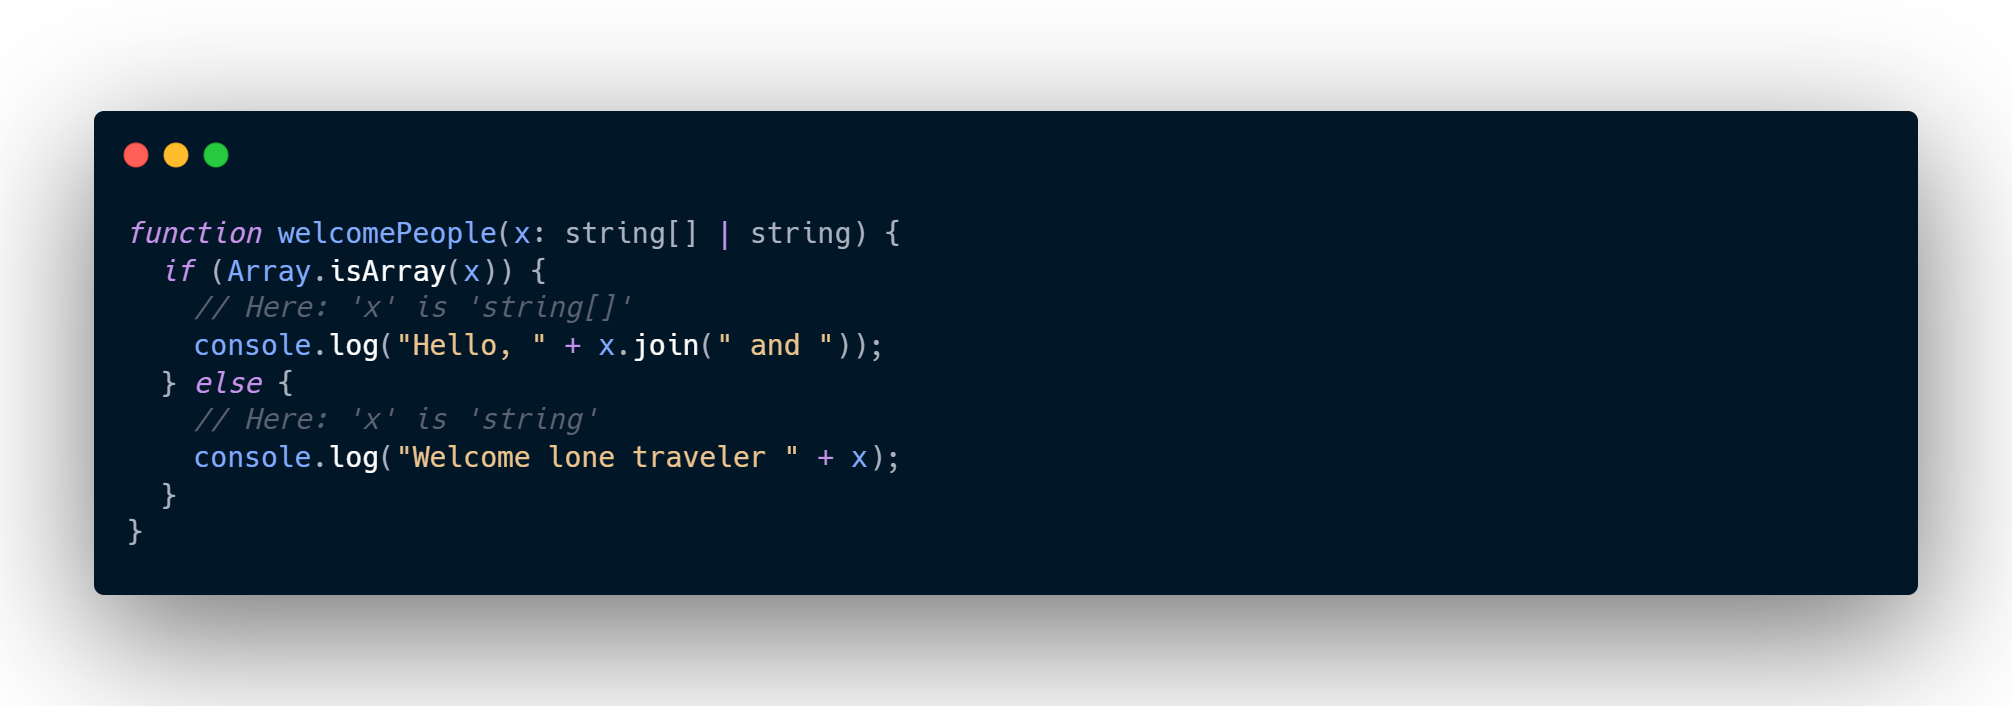 function welcomePeople(x: string[] | string) {
  if (Array.isArray(x)) {
    // Here: 'x' is 'string[]'
    console.log("Hello, " + x.join(" and "));
  } else {
    // Here: 'x' is 'string'
    console.log("Welcome lone traveler " + x);
  }
}